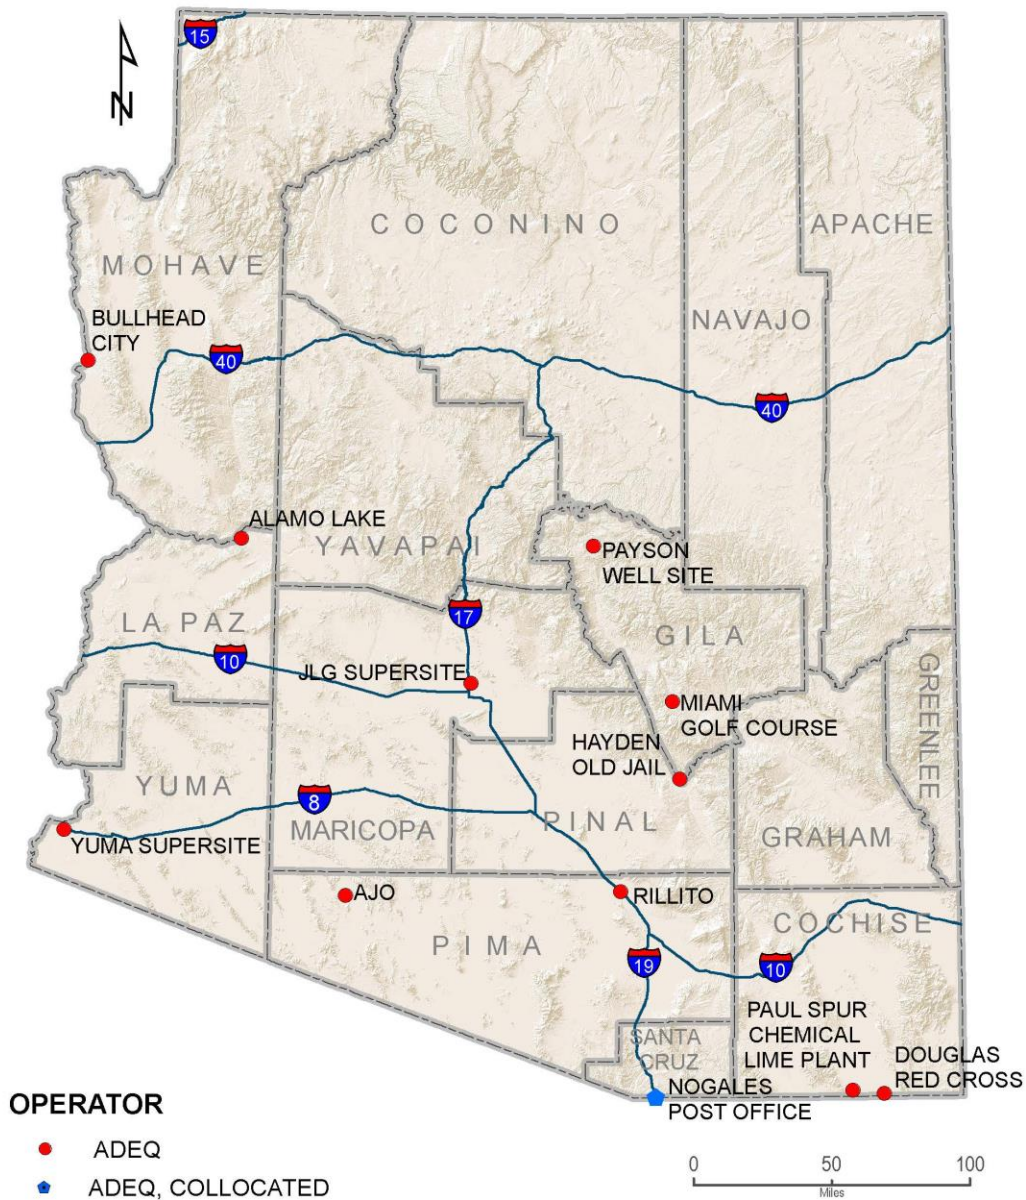 15
N
COCONINO
APACHE
MOHAVE
BULLHEAD
CITY
NAVAJO
40
40
ALAMO LAKE
YAVAPAI
PAYSON
WELL SITE
LA PAZ
17
GILA
10
JLG SUPERSITE
GREENLEE
MIAMI
GOLF COURSE
HAYDEN
OLD JAIL
YUMA
8
MARICOPA
PINAL
GRAHAM
YUMA SUPERSITE
AJO
RILLITO
COCHISE
PIMA
19
10
PAUL SPUR
CHEMICAL
LIME PLANT
SANTA
CRUZ
DOUGLAS
RED CROSS
NOGALES
POST OFFICE
OPERATOR
ADEQ
ADEQ, COLLOCATED
0 50 100
Miles